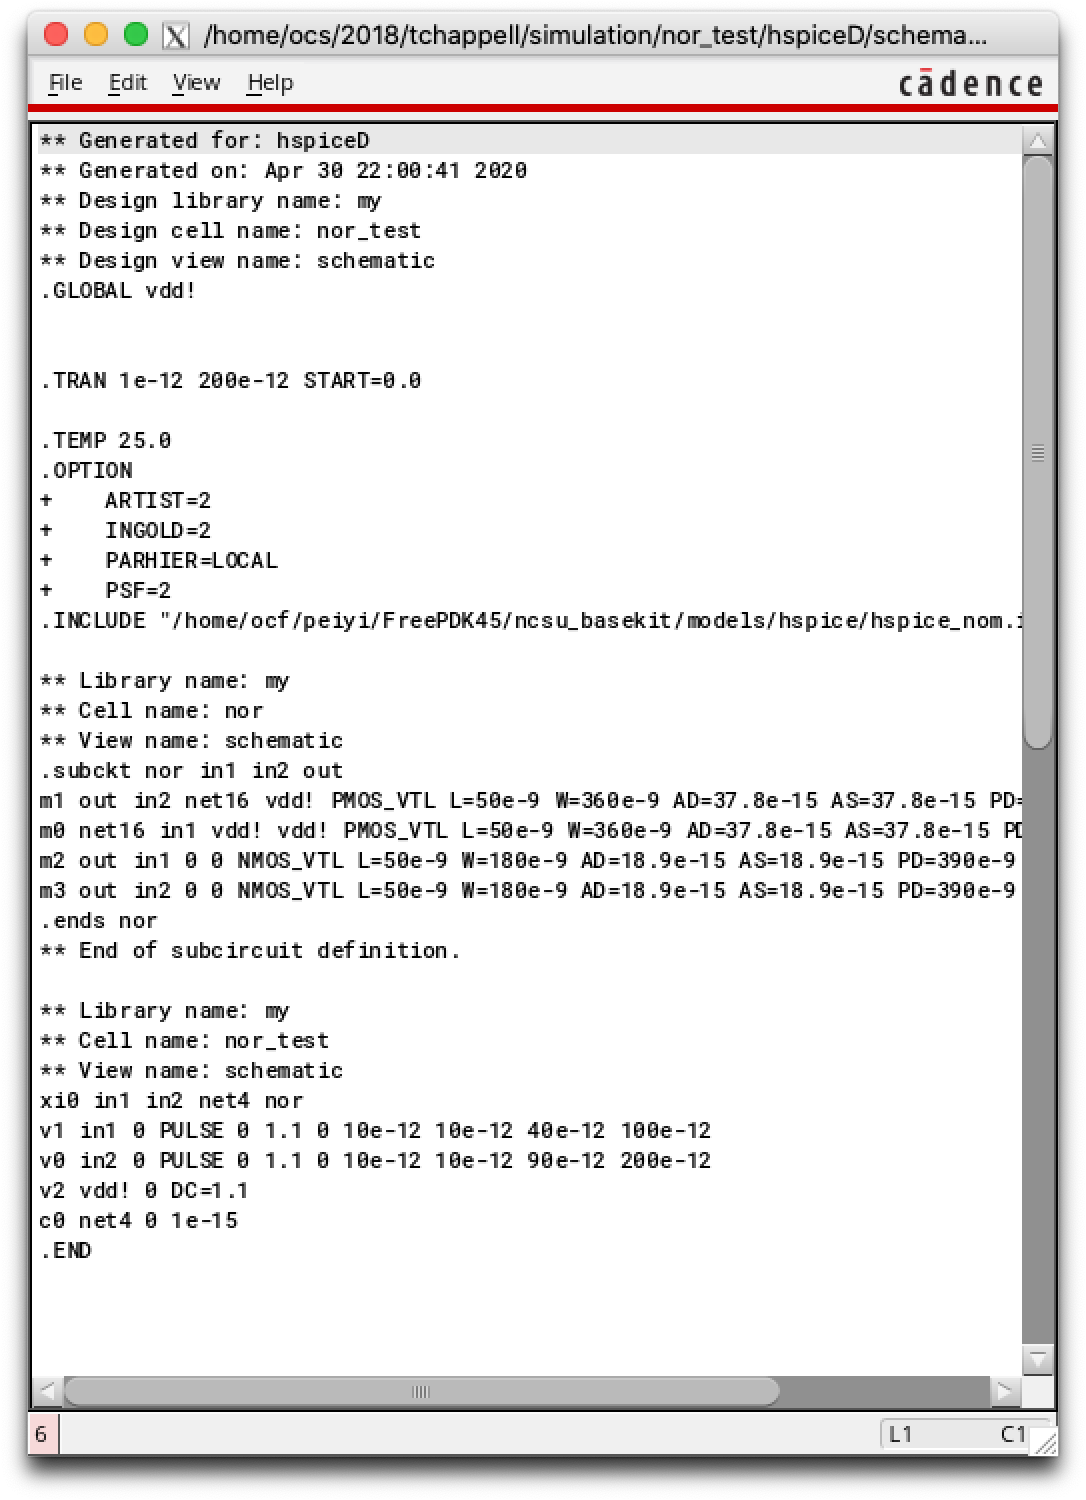 /home/ocs/2018/tchappell/simulation/nor_test/hspiceD/schema...
File Edit View Help cādence
** Generated for: hspiceD
** Generated on: Apr 30 22:00:41 2020
** Design library name: my
** Design cell name: nor_test
** Design view name: schematic
.GLOBAL vdd!
.TRAN 1e-12 200e-12 START=0.0
.TEMP 25.0
.OPTION
+    ARTIST=2
+    INGOLD=2
+    PARHIER=LOCAL
+    PSF=2
.INCLUDE "/home/ocf/peiyi/FreePDK45/ncsu_basekit/models/hspice/hspice_nom.i
** Library name: my
** Cell name: nor
** View name: schematic
.subckt nor in1 in2 out
m1 out in2 net16 vdd! PMOS_VTL L=50e-9 W=360e-9 AD=37.8e-15 AS=37.8e-15 PD=
m0 net16 in1 vdd! vdd! PMOS_VTL L=50e-9 W=360e-9 AD=37.8e-15 AS=37.8e-15 PD
m2 out in1 0 0 NMOS_VTL L=50e-9 W=180e-9 AD=18.9e-15 AS=18.9e-15 PD=390e-9
m3 out in2 0 0 NMOS_VTL L=50e-9 W=180e-9 AD=18.9e-15 AS=18.9e-15 PD=390e-9
.ends nor
** End of subcircuit definition.
** Library name: my
** Cell name: nor_test
** View name: schematic
xi0 in1 in2 net4 nor
v1 in1 0 PULSE 0 1.1 0 10e-12 10e-12 40e-12 100e-12
v0 in2 0 PULSE 0 1.1 0 10e-12 10e-12 90e-12 200e-12
v2 vdd! 0 DC=1.1
c0 net4 0 1e-15
.END
6 L1 C1